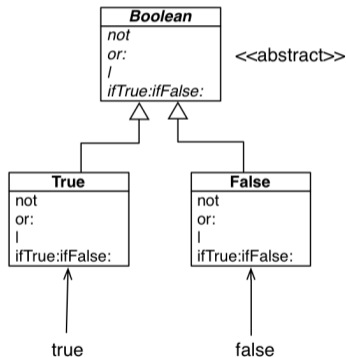 Boolean
not
or:
|
ifTrue:ifFalse:
<<abstract>>
True
not
or:
|
ifTrue:ifFalse:
False
not
or:
|
ifTrue:ifFalse:
true
false